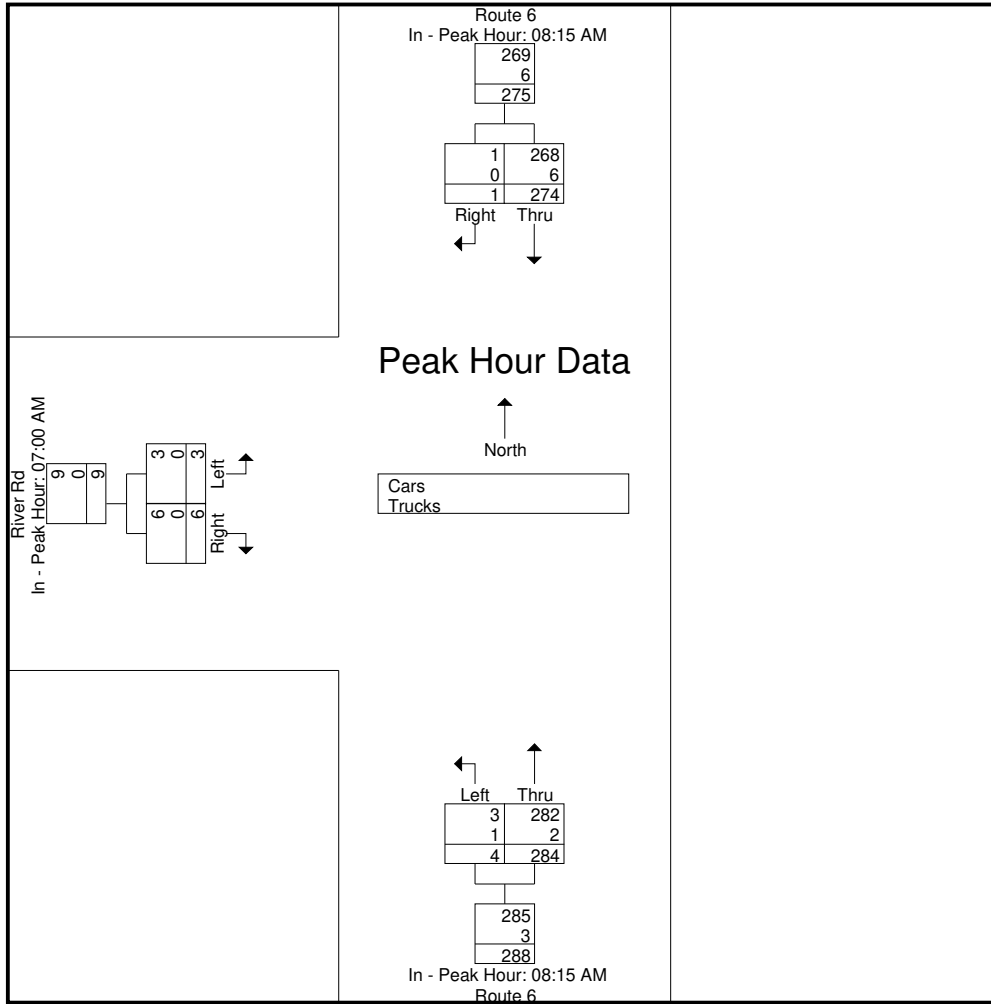 Route 6
In - Peak Hour: 08:15 AM
269
6
275
1 268
0 6
1 274
Right Thru
Peak Hour Data
North
Cars
Trucks
River Rd
In - Peak Hour: 07:00 AM
9 0 9
3 0 3
Left
6 0 6
Right
Left Thru
3 282
1 2
4 284
285
3
288
In - Peak Hour: 08:15 AM
Route 6